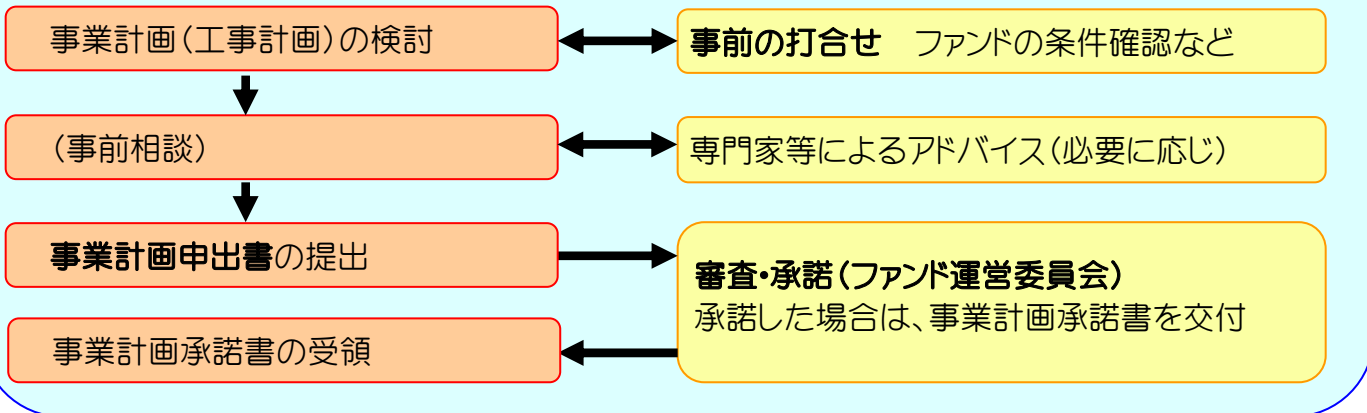 事業計画(工事計画)の検討
事前の打合せ　ファンドの条件確認など
(事前相談)
専門家等によるアドバイス(必要に応じ)
事業計画申出書の提出
審査・承諾(ファンド運営委員会)
承諾した場合は、事業計画承諾書を交付
事業計画承諾書の受領